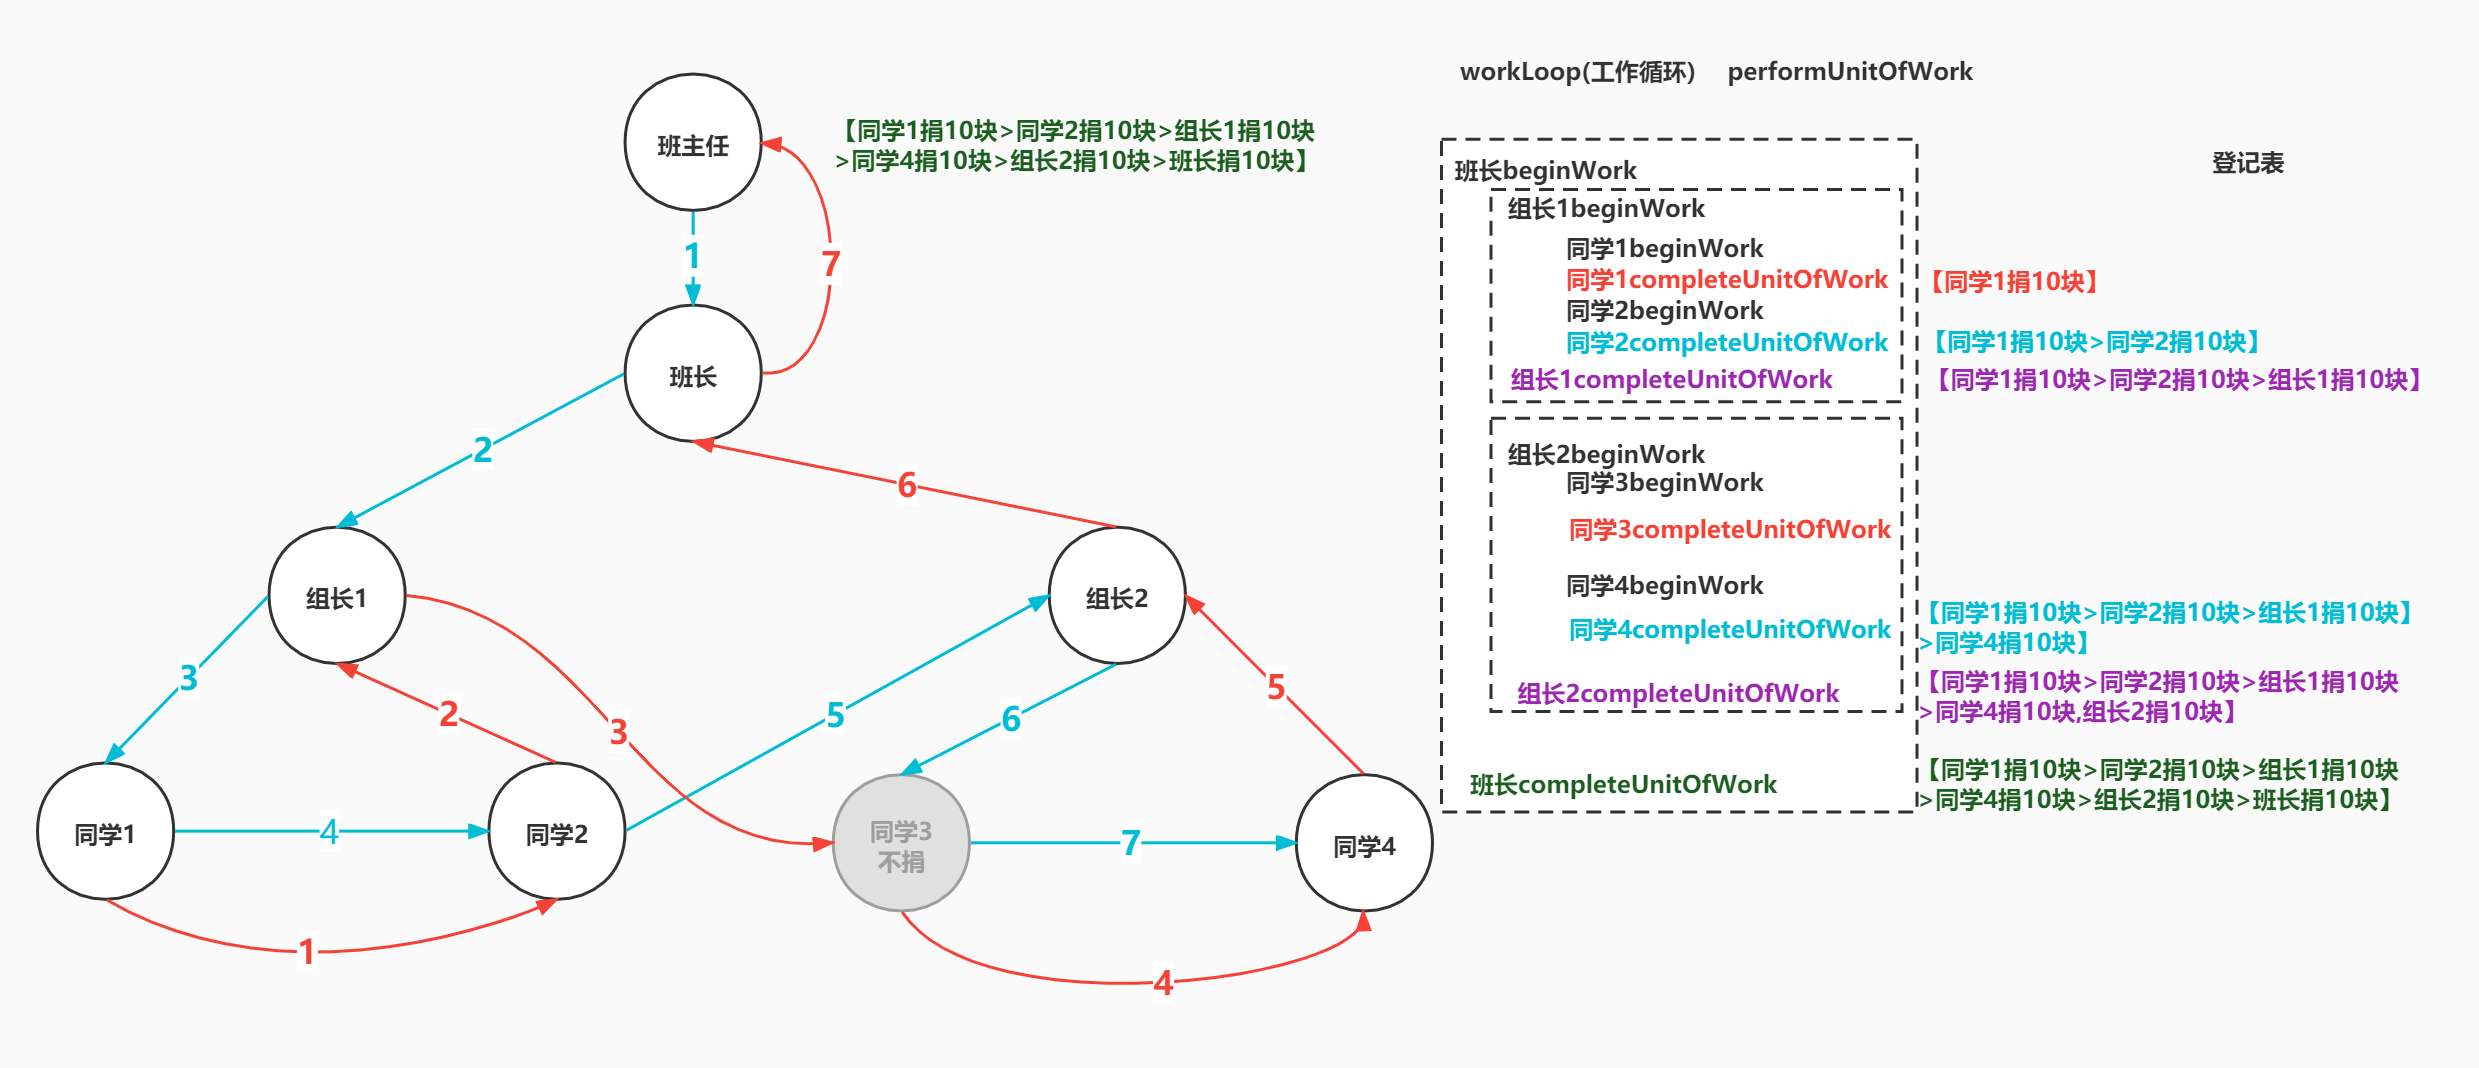 workLoop(工作循环) performUnitOfWork
班主任
【同学1捐10块>同学2捐10块>组长1捐10块
>同学4捐10块>组长2捐10块>班长捐10块】
1
7
班长
2
6
组长1
组长2
3
2
3
5
6
5
同学1
4
同学2
同学3
不捐
7
同学4
1
4
登记表
班长beginWork
组长1beginWork
同学1beginWork
同学1completeUnitOfWork
【同学1捐10块】
同学2beginWork
同学2completeUnitOfWork
【同学1捐10块>同学2捐10块】
组长1completeUnitOfWork
【同学1捐10块>同学2捐10块>组长1捐10块】
组长2beginWork
同学3beginWork
同学3completeUnitOfWork
同学4beginWork
同学4completeUnitOfWork
【同学1捐10块>同学2捐10块>组长1捐10块】
>同学4捐10块】
组长2completeUnitOfWork
【同学1捐10块>同学2捐10块>组长1捐10块
>同学4捐10块,组长2捐10块】
班长completeUnitOfWork
【同学1捐10块>同学2捐10块>组长1捐10块
>同学4捐10块>组长2捐10块>班长捐10块】